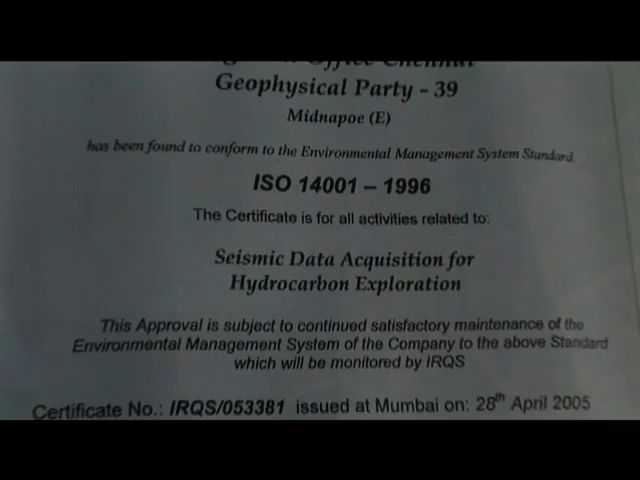 Office Chennai
Geophysical Party - 39
Midnapoe (E)
has been found to conform to the Environmental Management System Standard
ISO 14001 – 1996
The Certificate is for all activities related to:
Seismic Data Acquisition for
Hydrocarbon Exploration
This Approval is subject to continued satisfactory maintenance of the
Environmental Management System of the Company to the above Standard
which will be monitored by IRQS
Certificate No.: IRQS/053381 issued at Mumbai on: 28th April 2005